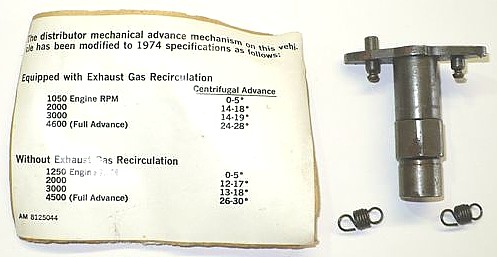 The distributor mechanical advance mechanism on this vehi-
cle has been modified to 1974 specifications as follows:
Equipped with Exhaust Gas Recirculation
Centrifugal Advance
1050 Engine RPM 0-5°
2000 14-18°
3000 14-19°
4600 (Full Advance) 24-28°
Without Exhaust Gas Recirculation
1250 Engine RPM 0-5°
2000 12-17°
3000 13-18°
4500 (Full Advance) 26-30°
AM 8125044